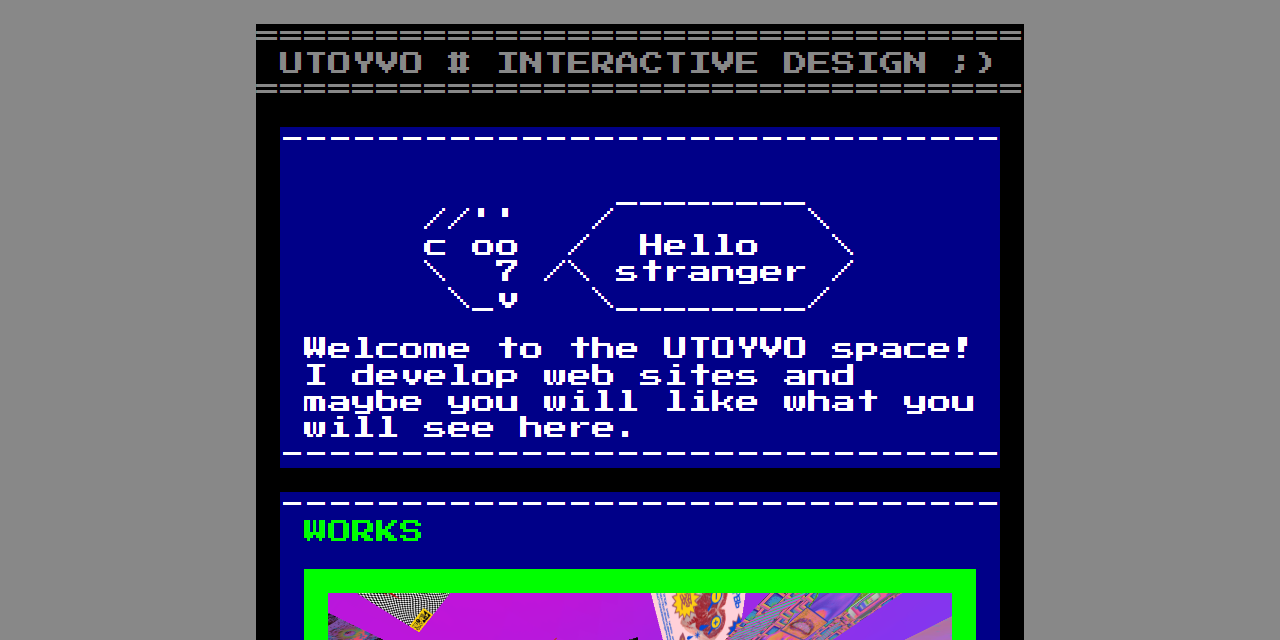 UTOYVO # INTERACTIVE DESIGN ;)
Hello
stranger
Welcome to the UTOYVO space!
I develop web sites and
maybe you will like what you
will see here.
WORKS